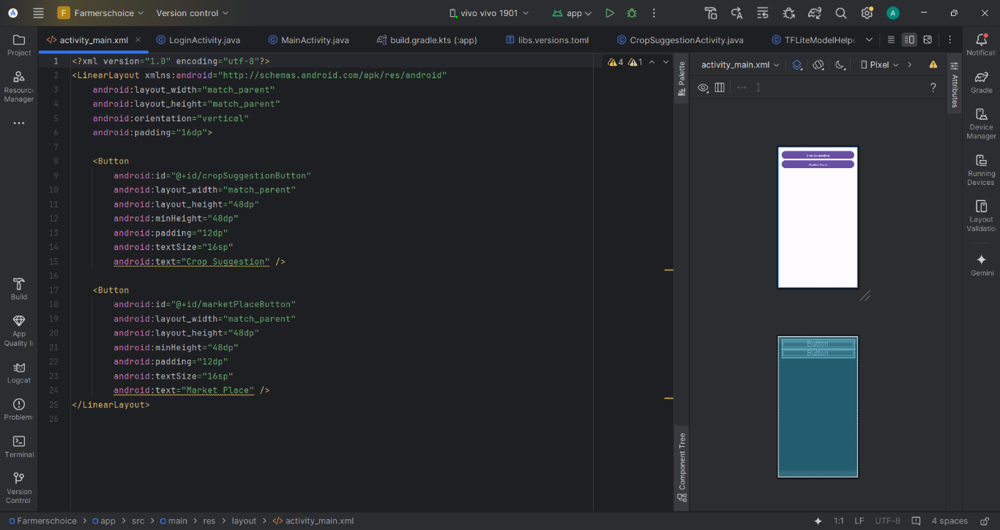 F Farmerschoice Version control vivo vivo 1901 app A
activity_main.xml LoginActivity.java MainActivity.java build.gradle.kts (:app) libs.versions.toml CropSuggestionActivity.java TFLiteModelHelpe
Project
Resourc
Manager
Build
App
Quality I
Logcat
Problem
Terminal
Version
Control
4 1
1 <?xml version="1.0" encoding="utf-8"?>
2 <LinearLayout xmlns:android="http://schemas.android.com/apk/res/android"
3 android:layout_width="match_parent"
4 android:layout_height="match_parent"
5 android:orientation="vertical"
6 android:padding="16dp">
7
8 <Button
9 android:id="@+id/cropSuggestionButton"
10 android:layout_width="match_parent"
11 android:layout_height="48dp"
12 android:minHeight="48dp"
13 android:padding="12dp"
14 android:textSize="16sp"
15 android:text="Crop Suggestion" />
16
17 <Button
18 android:id="@+id/marketPlaceButton"
19 android:layout_width="match_parent"
20 android:layout_height="48dp"
21 android:minHeight="48dp"
22 android:padding="12dp"
23 android:textSize="16sp"
24 android:text="Market Place" />
25 </LinearLayout>
26
Palette
Component Tree
activity_main.xml Pixel
?
Crop Suggestion
Market Place
Button
Button
Attributes
Notificat
Gradle
Device
Manager
Running
Devices
Layout
Validatio
Gemini
Farmerschoice > app > src > main > res > layout > </> activity_main.xml 1:1 LF UTF-8 4 spaces